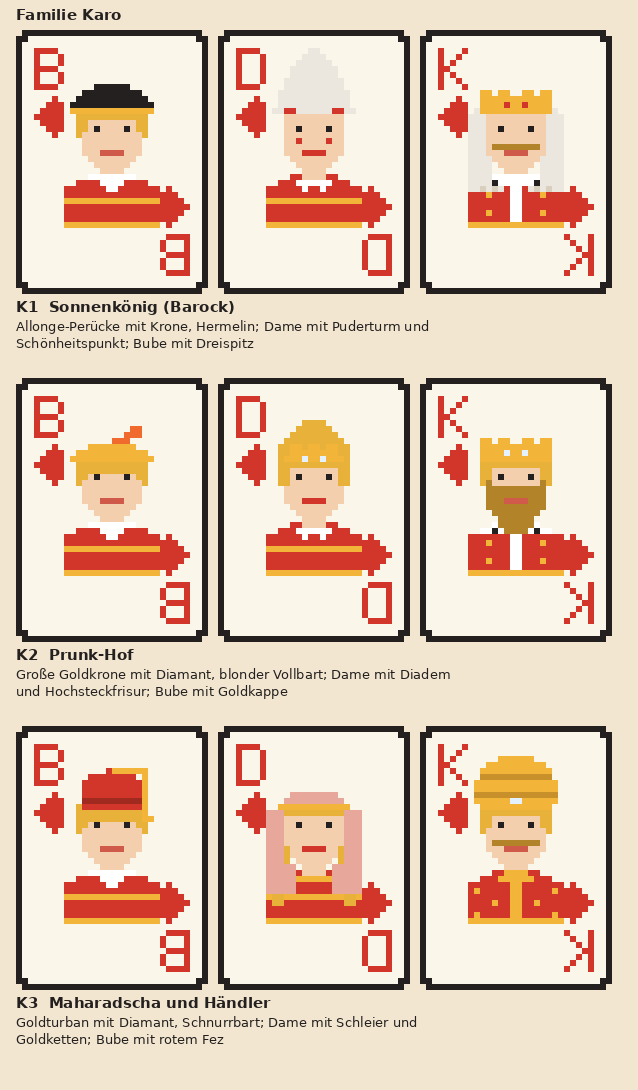 Familie Karo
B D K
B D K
K1 Sonnenkönig (Barock)
Allonge-Perücke mit Krone, Hermelin; Dame mit Puderturm und
Schönheitspunkt; Bube mit Dreispitz
B D K
B D K
K2 Prunk-Hof
Große Goldkrone mit Diamant, blonder Vollbart; Dame mit Diadem
und Hochsteckfrisur; Bube mit Goldkappe
B D K
B D K
K3 Maharadscha und Händler
Goldturban mit Diamant, Schnurrbart; Dame mit Schleier und
Goldketten; Bube mit rotem Fez